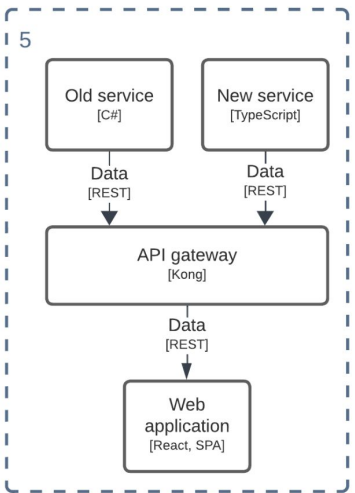 5
Old service
[C#]
New service
[TypeScript]
Data
[REST]
Data
[REST]
API gateway
[Kong]
Data
[REST]
Web
application
[React, SPA]